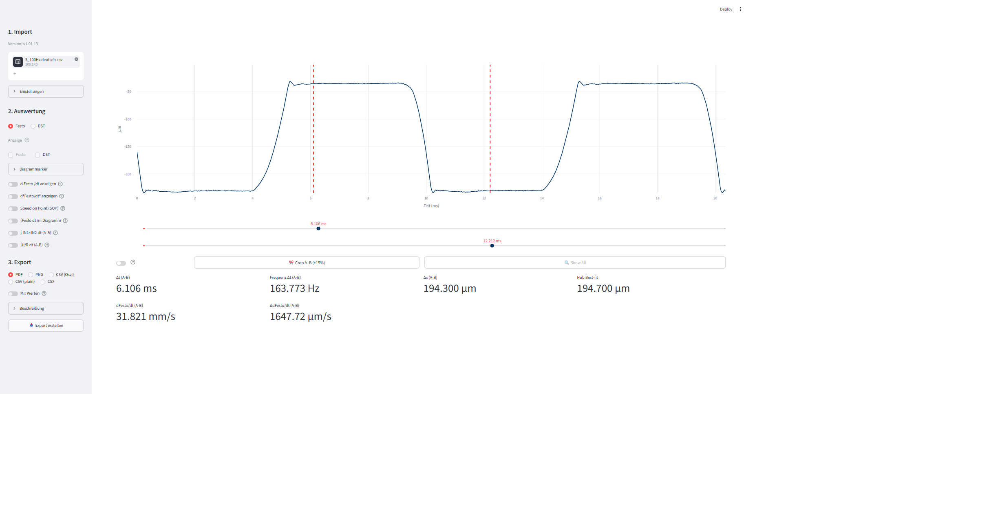 Deploy
1. Import
Version: v1.01.13
3_100Hz deutsch.csv
106.1KB
+
Einstellungen
2. Auswertung
Festo DST
Anzeige
Festo DST
Diagrammarker
d Festo /dt anzeigen
d²Festo/dt² anzeigen
Speed on Point (SOP)
∫Festo dt im Diagramm
∫ IN1×IN2 dt (A-B)
∫U/R dt (A-B)
3. Export
PDF PNG CSV (Oszi)
CSV (plain) CSX
Mit Werten
Beschreibung
Export erstellen
−50
−100
−150
−200
µm
0 2 4 6 8 10 12 14 16 18 20
Zeit (ms)
6.106 ms
12.212 ms
Crop A–B (+15%) Show All
Δt (A-B) Frequenz Δt (A-B) Δs (A-B) Hub Best-fit
6.106 ms 163.773 Hz 194.300 µm 194.700 µm
dFesto/dt (A-B) ΔdFesto/dt (A-B)
31.821 mm/s 1647.72 µm/s